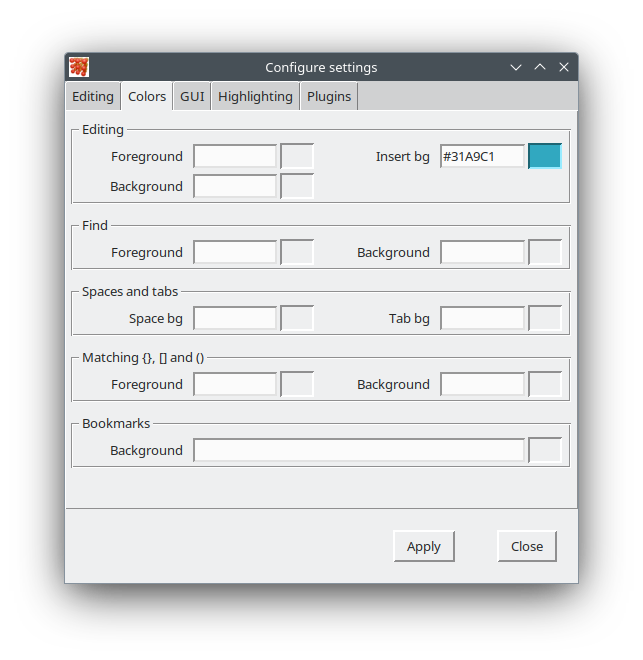 Configure settings
Editing Colors GUI Highlighting Plugins
Editing
Foreground Insert bg #31A9C1
Background
Find
Foreground Background
Spaces and tabs
Space bg Tab bg
Matching {}, [] and ()
Foreground Background
Bookmarks
Background
Apply Close